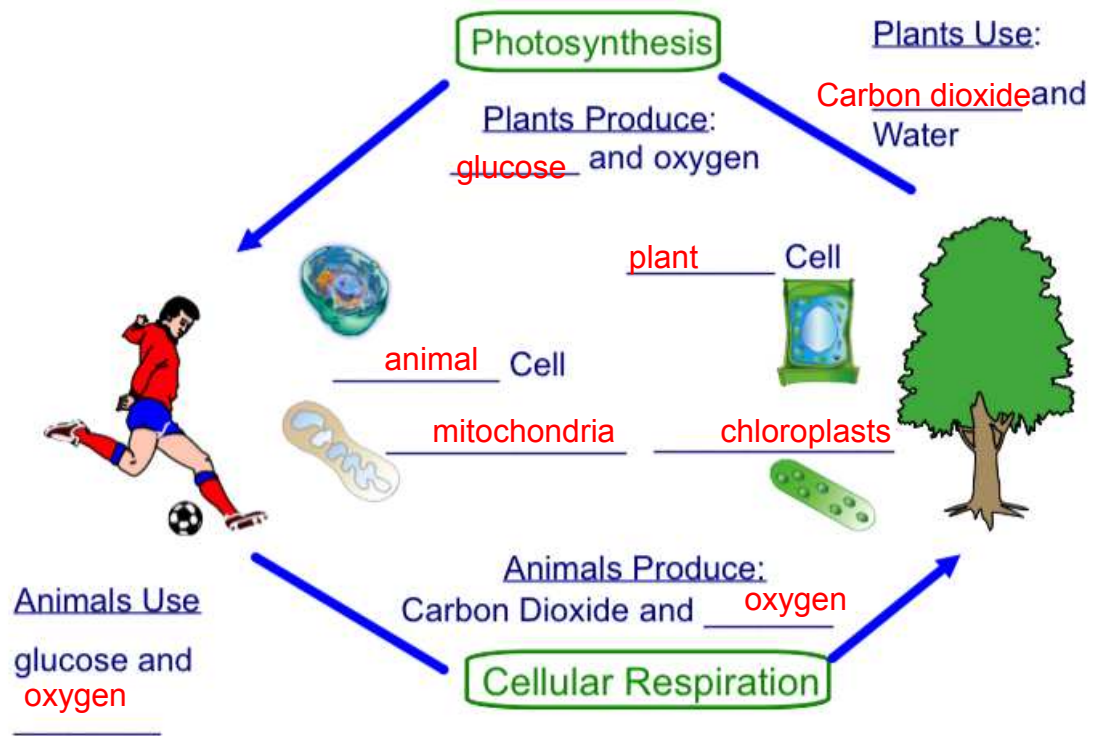 Photosynthesis
Plants Use:
Carbon dioxide and
Water
Plants Produce:
glucose and oxygen
plant Cell
animal Cell
mitochondria
chloroplasts
Animals Produce:
Carbon Dioxide and oxygen
Animals Use
glucose and
oxygen
Cellular Respiration